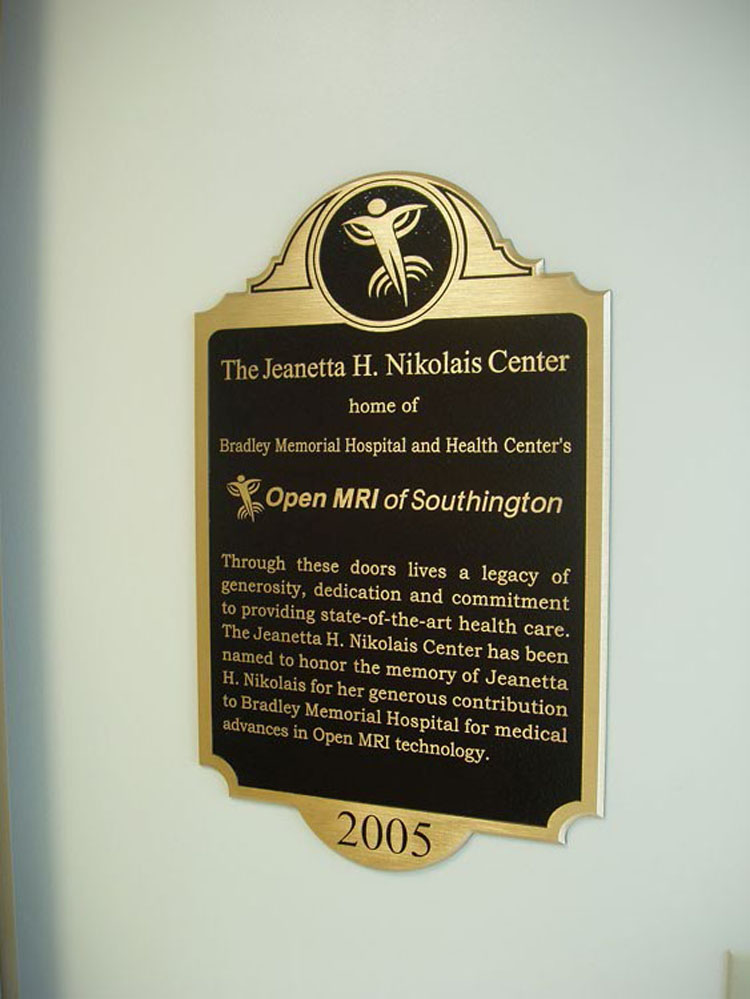 The Jeanetta H. Nikolais Center
home of
Bradley Memorial Hospital and Health Center's
Open MRI of Southington
Through these doors lives a legacy of
generosity, dedication and commitment
to providing state-of-the-art health care.
The Jeanetta H. Nikolais Center has been
named to honor the memory of Jeanetta
H. Nikolais for her generous contribution
to Bradley Memorial Hospital for medical
advances in Open MRI technology.
2005